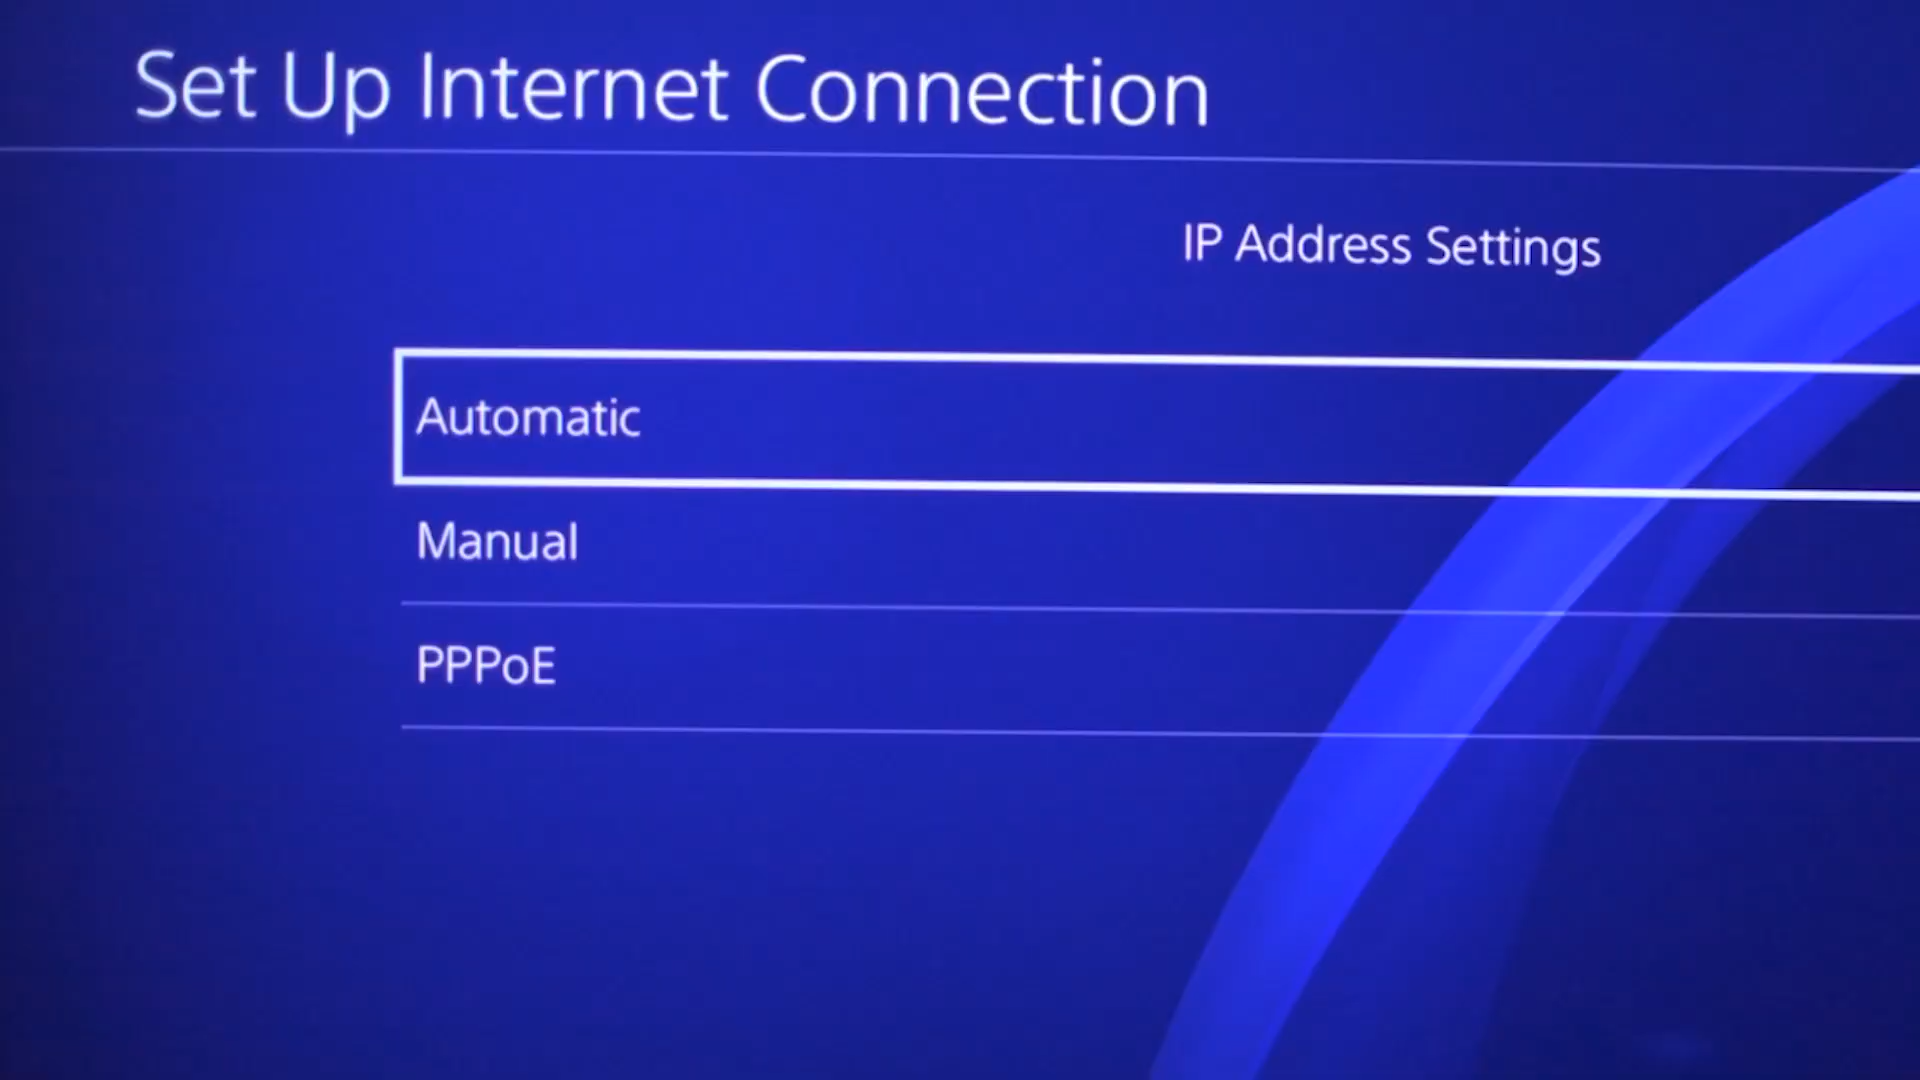 Set Up Internet Connection
IP Address Settings
Automatic
Manual
PPPoE